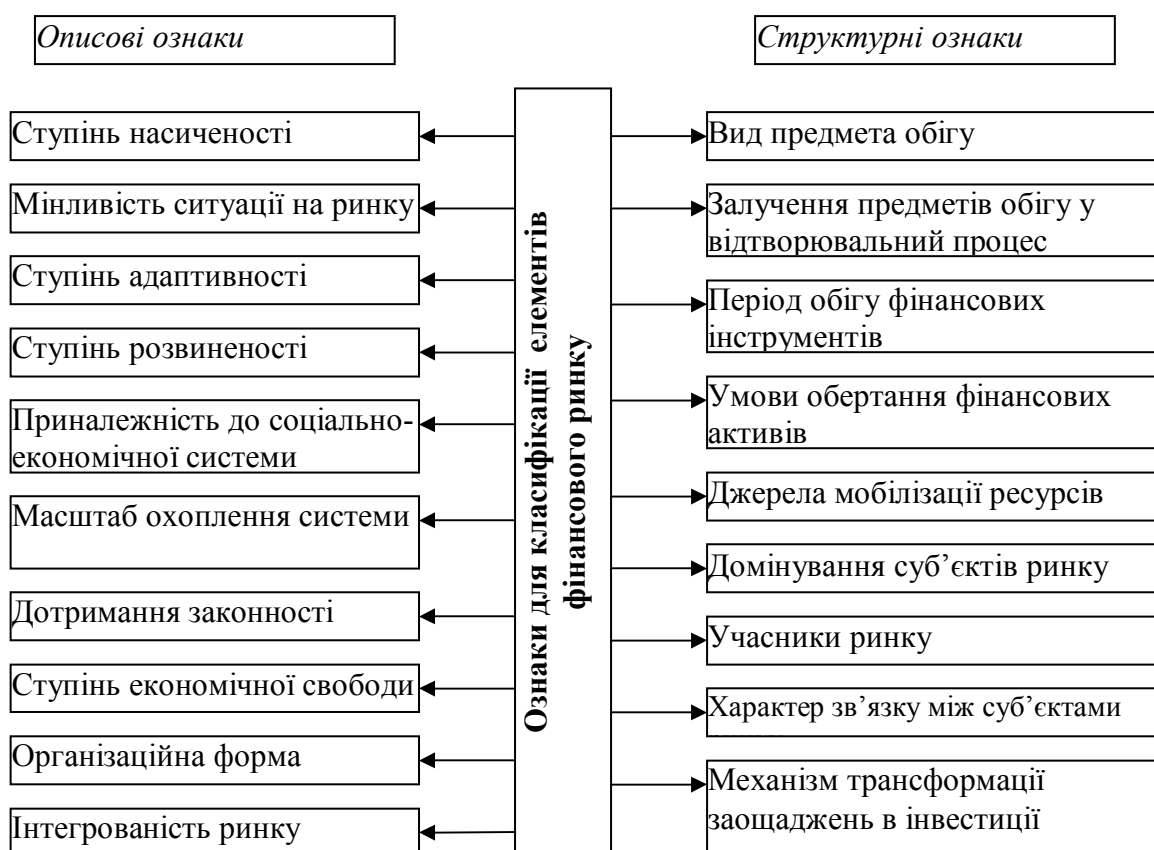 Описові ознаки
Структурні ознаки
Ступінь насиченості
Мінливість ситуації на ринку
Ступінь адаптивності
Ступінь розвиненості
Приналежність до соціально-
економічної системи
Масштаб охоплення системи
Дотримання законності
Ступінь економічної свободи
Організаційна форма
Інтегрованість ринку
Ознаки для класифікації елементів
фінансового ринку
Вид предмета обігу
Залучення предметів обігу у
відтворювальний процес
Період обігу фінансових
інструментів
Умови обертання фінансових
активів
Джерела мобілізації ресурсів
Домінування суб’єктів ринку
Учасники ринку
Характер зв’язку між суб’єктами
Механізм трансформації
заощаджень в інвестиції